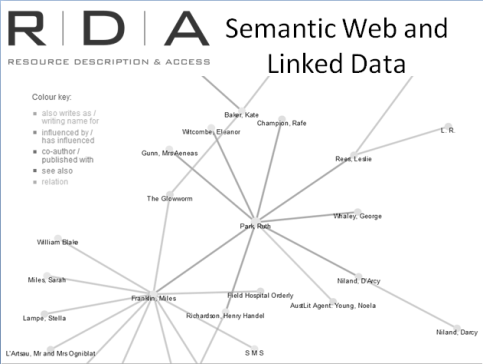 R | D | A
RESOURCE DESCRIPTION & ACCESS
Semantic Web and
Linked Data
Colour key:
also writes as /
writing name for
influenced by /
has influenced
co-author /
published with
see also
relation
Baker, Kate
Champion, Rafe
Witcombe, Eleanor
L. R.
Gunn, MrsAeneas
Rees, Leslie
The Glowworm
Whaley, George
Park, Ruth
William Blake
Miles, Sarah
Niland, D'Arcy
Franklin, Miles
Field Hospital Orderly
AustLit Agent: Young, Noela
Lampe, Stella
Richardson, Henry Handel
Niland, Darcy
L'Artsau, Mr and Mrs Ogniblat
S M S